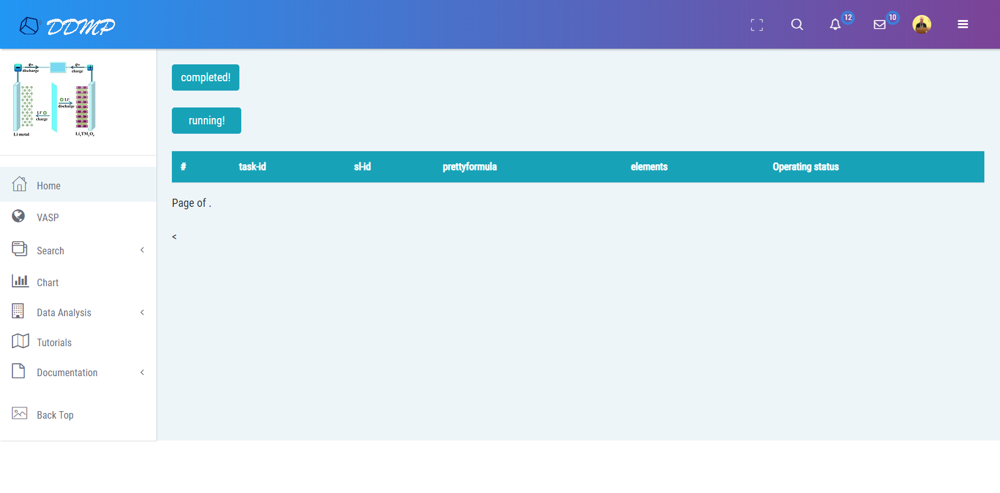 DDMP
12
10
e-
e-
discharge
charge
Li⁺
discharge
Li⁺
charge
Li metal
LiₓTMᵧO₂
completed!
running!
# task-id sl-id prettyformula elements Operating status
Page of .
<
Home
VASP
Search
Chart
Data Analysis
Tutorials
Documentation
Back Top